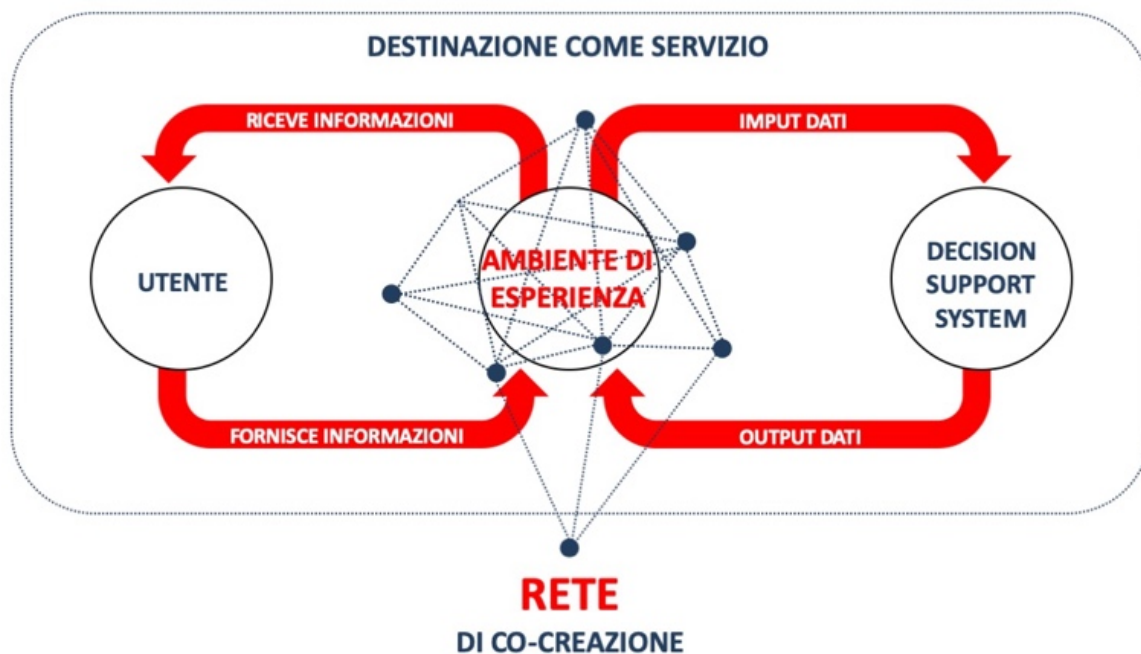 DESTINAZIONE COME SERVIZIO
RICEVE INFORMAZIONI
IMPUT DATI
UTENTE
AMBIENTE DI
ESPERIENZA
DECISION
SUPPORT
SYSTEM
FORNISCE INFORMAZIONI
OUTPUT DATI
RETE
DI CO-CREAZIONE